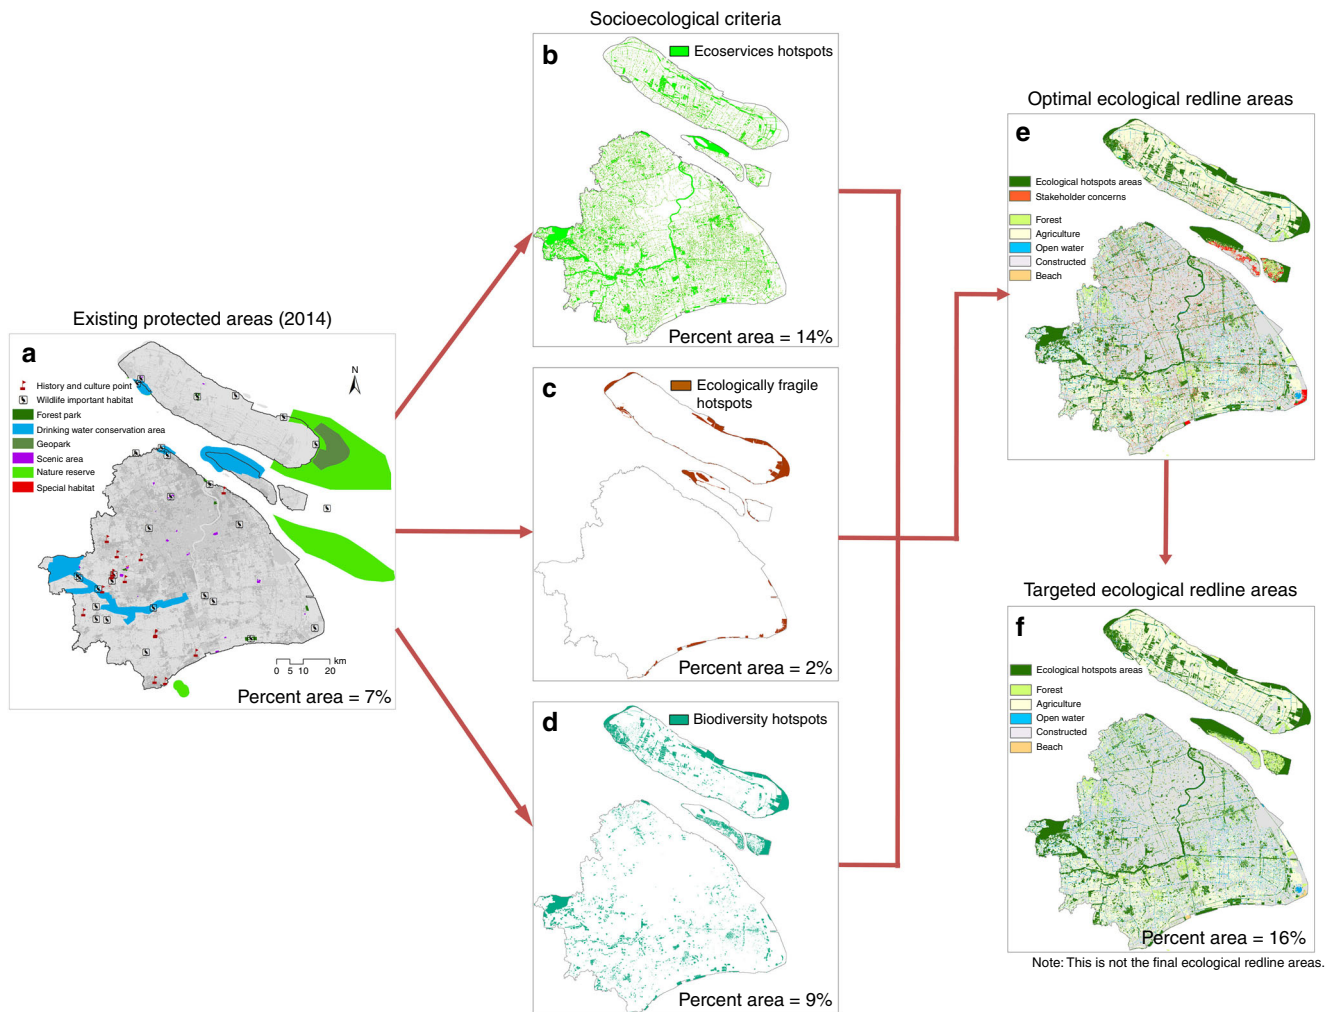 Existing protected areas (2014)
a
N
History and culture point
Wildlife important habitat
Forest park
Drinking water conservation area
Geopark
Scenic area
Nature reserve
Special habitat
0 5 10 20 km
Percent area = 7%
Socioecological criteria
b
Ecoservices hotspots
Percent area = 14%
c
Ecologically fragile
hotspots
Percent area = 2%
d
Biodiversity hotspots
Percent area = 9%
Optimal ecological redline areas
e
Ecological hotspots areas
Stakeholder concerns
Forest
Agriculture
Open water
Constructed
Beach
Targeted ecological redline areas
f
Ecological hotspots areas
Forest
Agriculture
Open water
Constructed
Beach
Percent area = 16%
Note: This is not the final ecological redline areas.